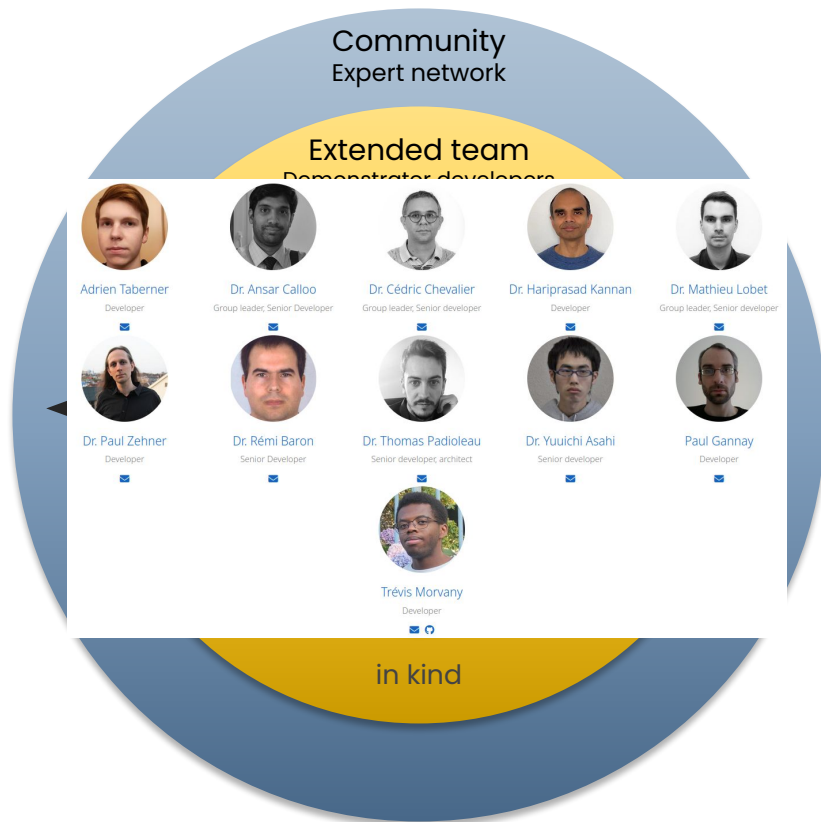 Community
Expert network
Extended team
Demonstrater developers
Adrien Taberner
Dr. Ansar Calloo
Dr. Cédric Chevalier
Dr. Hariprasad Kannan
Dr. Mathieu Lobet
Developer
Group leader, Senior Developer
Group leader, Senior developer
Developer
Group leader, Senior developer
Dr. Paul Zehner
Dr. Rémi Baron
Dr. Thomas Padioleau
Dr. Yuuichi Asahi
Paul Gannay
Developer
Senior Developer
Senior developer, architect
Senior developer
Developer
Trévis Morvany
Developer
in kind